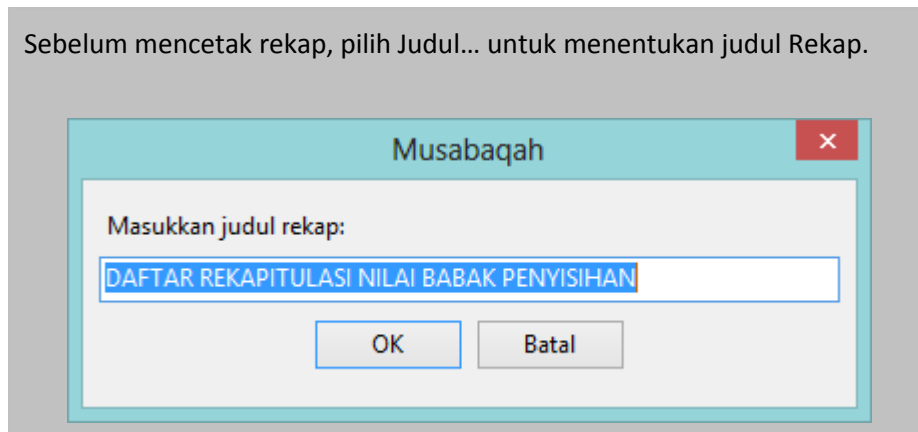 Sebelum mencetak rekap, pilih Judul... untuk menentukan judul Rekap.
Musabaqah
Masukkan judul rekap:
DAFTAR REKAPITULASI NILAI BABAK PENYISIHAN
OK Batal